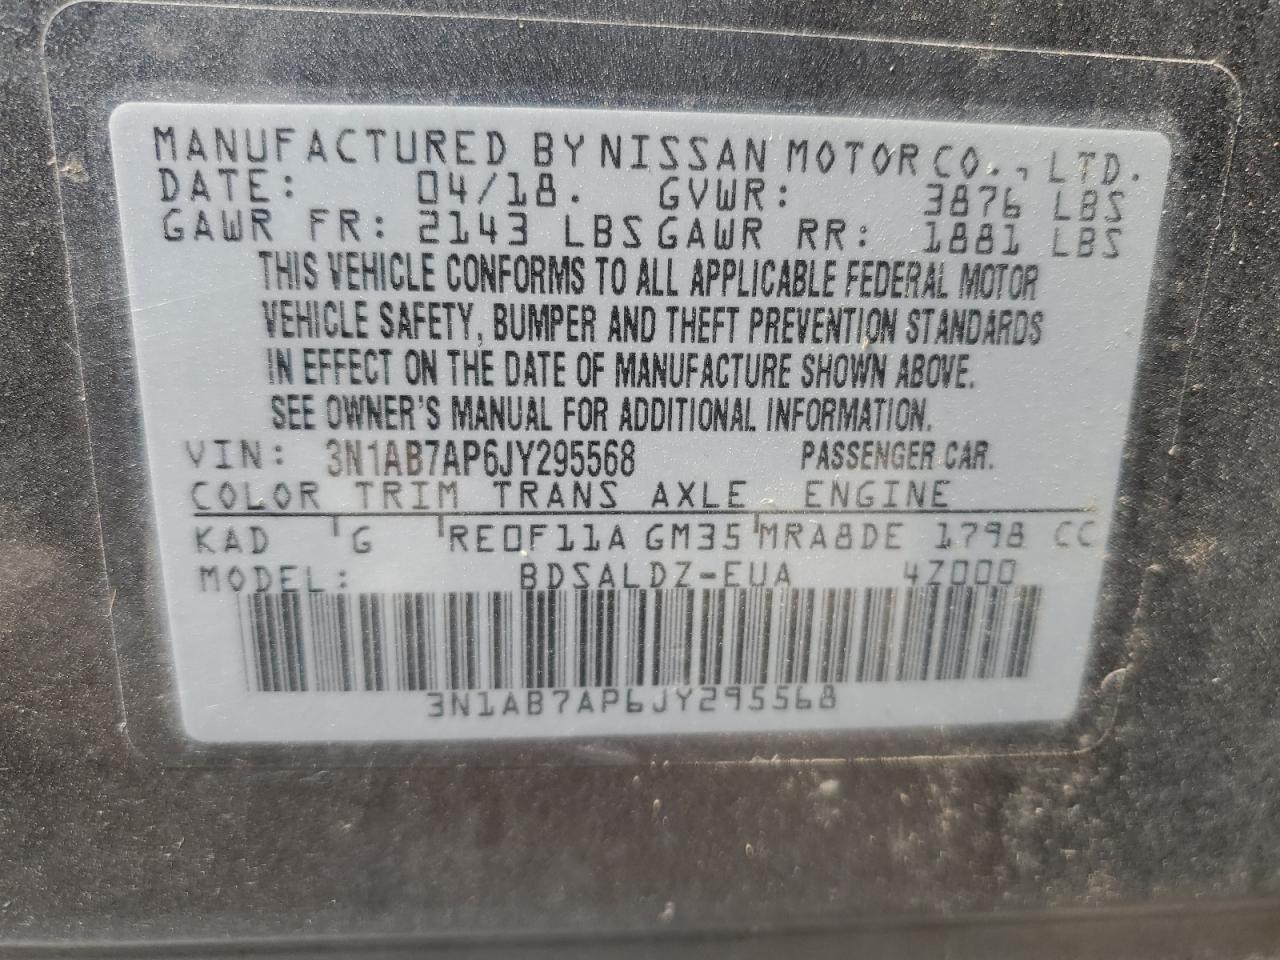 MANUFACTURED BY NISSAN MOTOR CO., LTD.
DATE: 04/18. GVWR: 3876 LBS
GAWR FR: 2143 LBS GAWR RR: 1881 LBS
THIS VEHICLE CONFORMS TO ALL APPLICABLE FEDERAL MOTOR
VEHICLE SAFETY, BUMPER AND THEFT PREVENTION STANDARDS
IN EFFECT ON THE DATE OF MANUFACTURE SHOWN ABOVE.
SEE OWNER'S MANUAL FOR ADDITIONAL INFORMATION.
VIN: 3N1AB7AP6JY295568 PASSENGER CAR.
COLOR TRIM TRANS AXLE ENGINE
KAD G RE0F11A GM35 MRA8DE 1798 CC
MODEL: BDSALDZ-EUA 4Z000
3N1AB7AP6JY295568